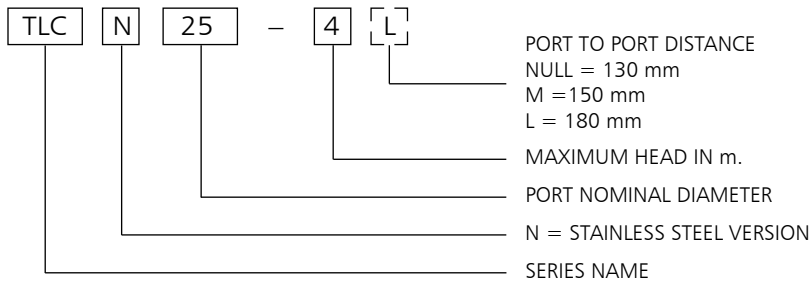 TLC N 25 – 4 L
PORT TO PORT DISTANCE
NULL = 130 mm
M =150 mm
L = 180 mm
MAXIMUM HEAD IN m.
PORT NOMINAL DIAMETER
N = STAINLESS STEEL VERSION
SERIES NAME